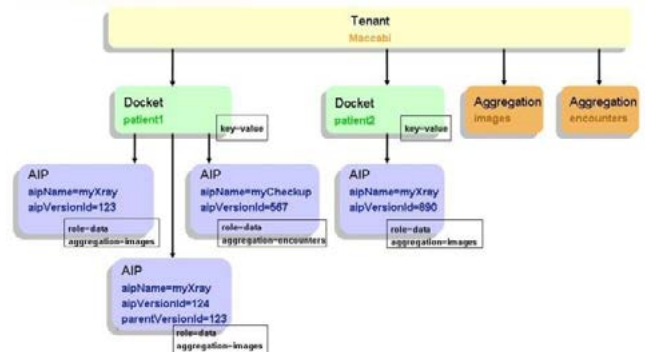 Tenant
Maccabi
Docket
patient1
key-value
Docket
patient2
key-value
Aggregation
images
Aggregation
encounters
AIP
aipName=myXray
aipVersionId=123
role=data
aggregation=images
AIP
aipName=myCheckup
aipVersionId=567
role=data
aggregation=encounters
AIP
aipName=myXray
aipVersionId=890
role=data
aggregation=images
AIP
aipName=myXray
aipVersionId=124
parentVersionId=123
role=data
aggregation=images